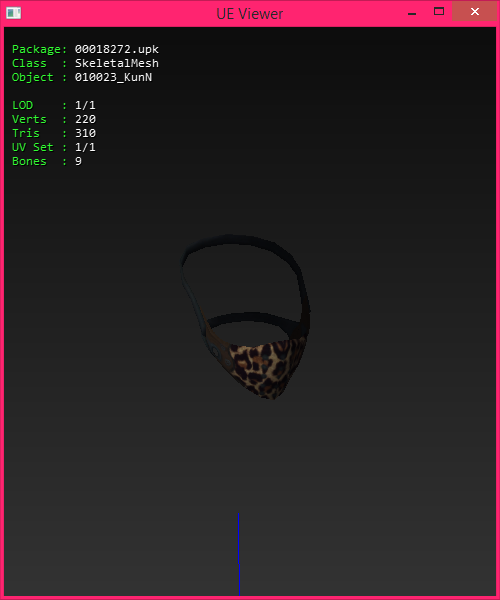 UE Viewer
Package: 00018272.upk
Class : SkeletalMesh
Object : 010023_KunN
LOD : 1/1
Verts : 220
Tris : 310
UV Set : 1/1
Bones : 9